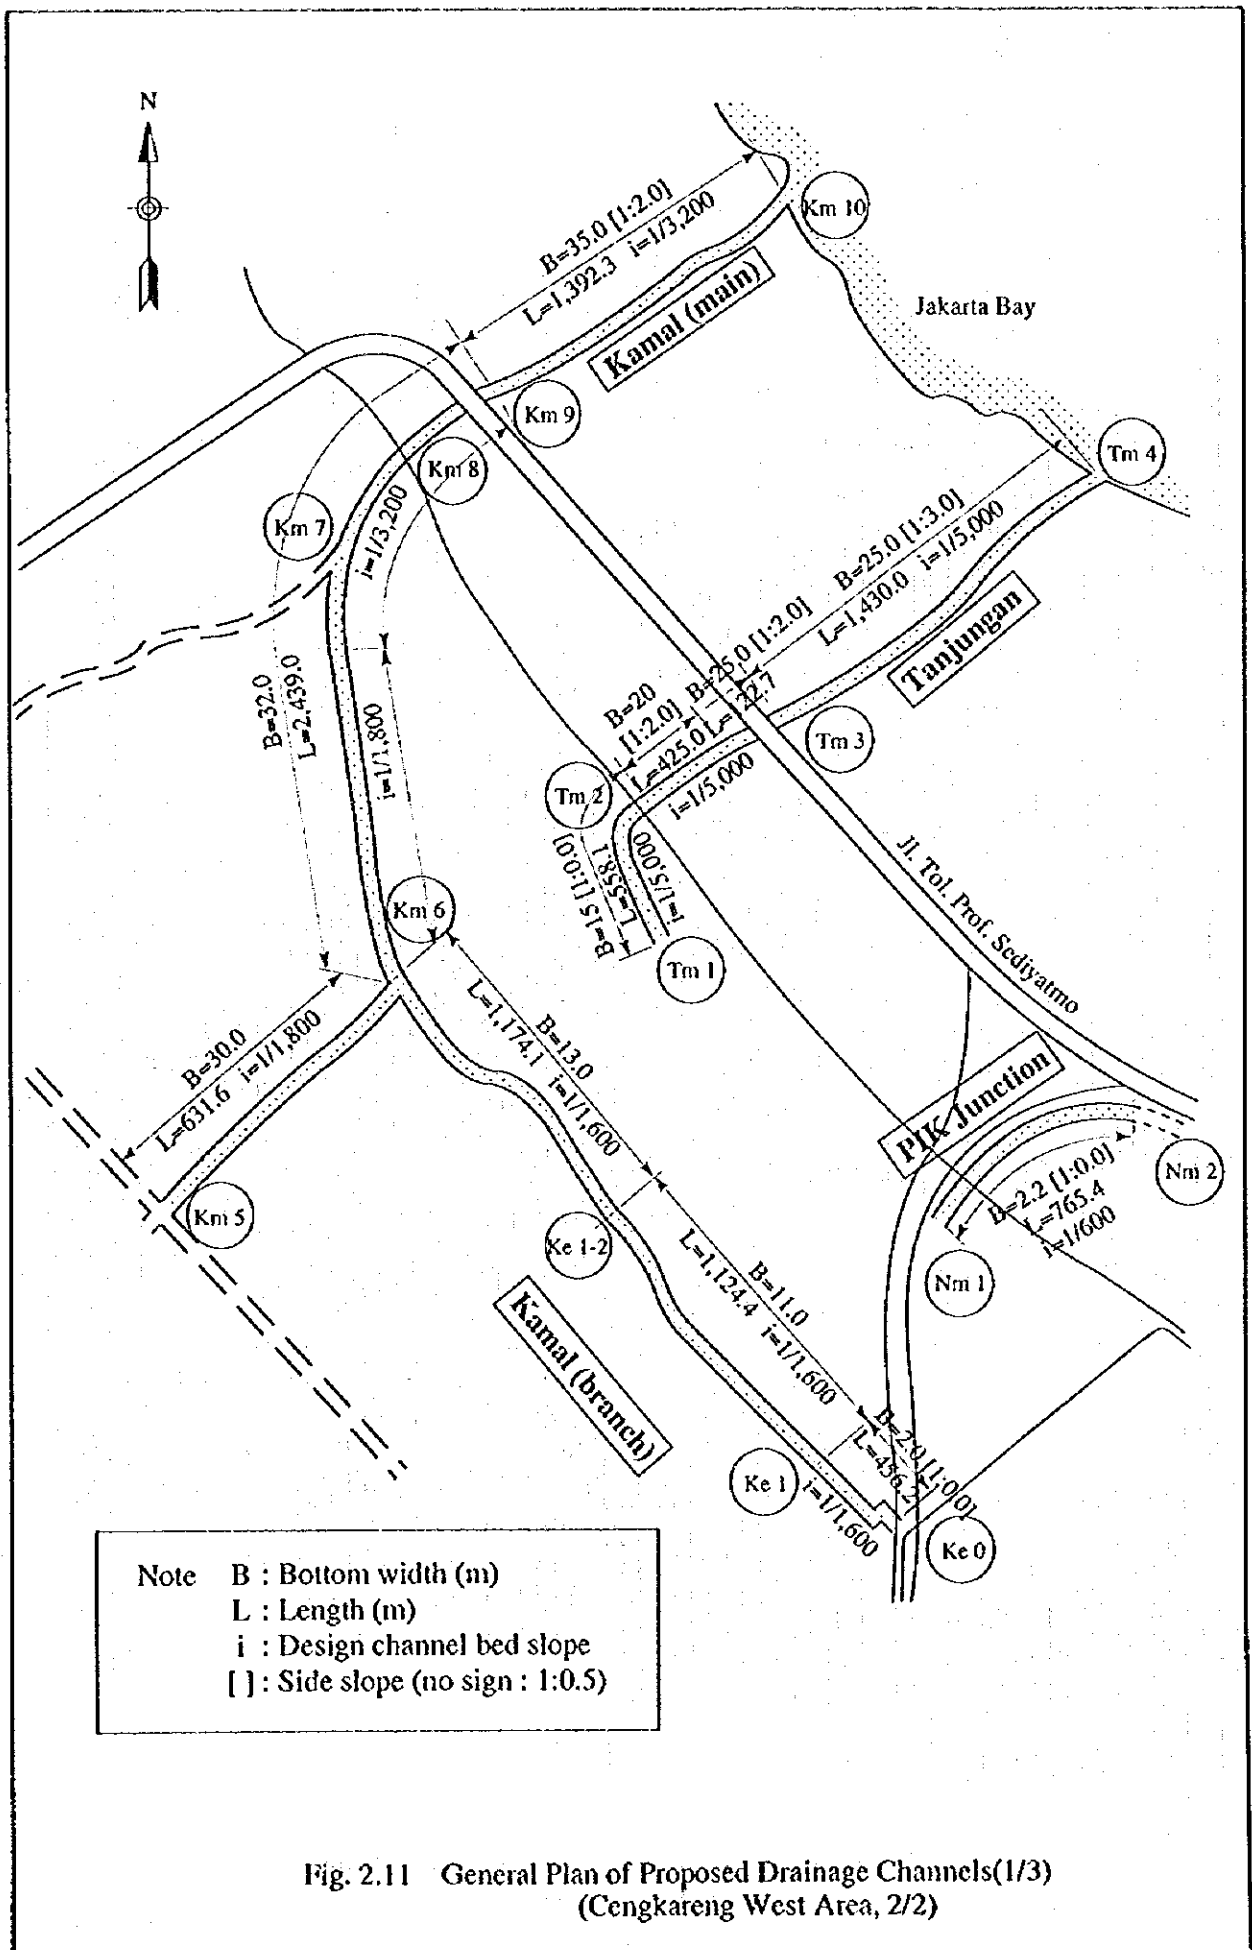 N
Km 10
B=35.0 [1:2.0]
L=1,392.3 i=1/3,200
Kamal (main)
Jakarta Bay
Km 9
Km 8
Km 7
i=1/3,200
Tm 4
B=25.0 [1:3.0]
L=1,430.0 i=1/5,000
Tanjungan
B=25.0 [1:2.0]
B=20
[1:2.0]
L=425.0
i=1/5,000
Tm 3
Tm 2
B=15 [1:0.0]
L=558.1
i=1/5,000
Tm 1
B=32.0
L=2,439.0
i=1/1,800
Km 6
Jl. Tol. Prof. Sediyatmo
B=30.0
L=631.6 i=1/1,800
Km 5
B=13.0
L=1,174.1 i=1/1,600
Ke 1-2
PIK Junction
Nm 2
B=2.2 [1:0.0]
L=765.4
i=1/600
Nm 1
B=11.0
L=1,124.4 i=1/1,600
Kamal (branch)
B=2.0 [1:0.0]
L=456.2
Ke 1
i=1/1,600
Ke 0
Note B : Bottom width (m)
L : Length (m)
i : Design channel bed slope
[ ] : Side slope (no sign : 1:0.5)
Fig. 2.11 General Plan of Proposed Drainage Channels(1/3)
(Cengkareng West Area, 2/2)